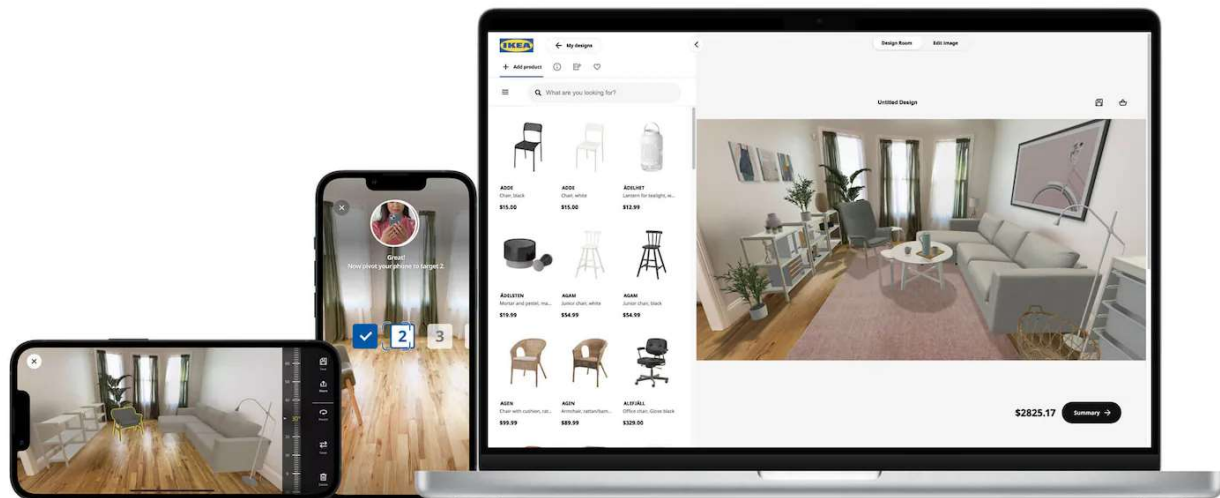 Great!
Now pivot your phone to target 2
2
3
IKEA
My designs
Add product
What are you looking for?
ADDE
Chair, black
$15.00
ADDE
Chair, white
$15.00
ÄDELHET
Lantern for tealight, w...
$12.99
ÄDELSTEN
Mortar and pestel, ma...
$19.99
AGAM
Junior chair, white
$54.99
AGAM
Junior chair, black
$54.99
AGEN
Chair with cushion, rat...
$99.99
AGEN
Armchair, rattan/bam...
$89.99
ALEFJÄLL
Office chair, Glose black
$329.00
Design Room
Edit Image
Untitled Design
$2825.17
Summary